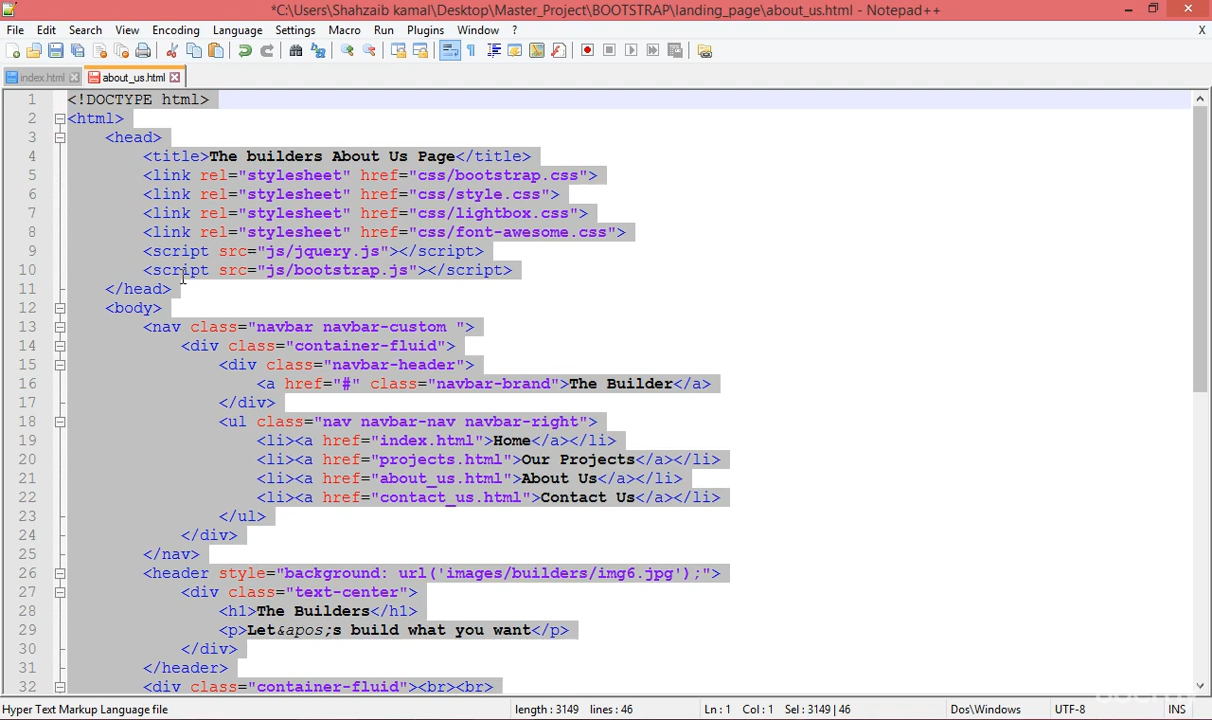 *C:\Users\Shahzaib kamal\Desktop\Master_Project\BOOTSTRAP\landing_page\about_us.html - Notepad++
File Edit Search View Encoding Language Settings Macro Run Plugins Window ? X
index.html about_us.html
1 <!DOCTYPE html>
2 <html>
3 <head>
4 <title>The builders About Us Page</title>
5 <link rel="stylesheet" href="css/bootstrap.css">
6 <link rel="stylesheet" href="css/style.css">
7 <link rel="stylesheet" href="css/lightbox.css">
8 <link rel="stylesheet" href="css/font-awesome.css">
9 <script src="js/jquery.js"></script>
10 <script src="js/bootstrap.js"></script>
11 </head>
12 <body>
13 <nav class="navbar navbar-custom ">
14 <div class="container-fluid">
15 <div class="navbar-header">
16 <a href="#" class="navbar-brand">The Builder</a>
17 </div>
18 <ul class="nav navbar-nav navbar-right">
19 <li><a href="index.html">Home</a></li>
20 <li><a href="projects.html">Our Projects</a></li>
21 <li><a href="about_us.html">About Us</a></li>
22 <li><a href="contact_us.html">Contact Us</a></li>
23 </ul>
24 </div>
25 </nav>
26 <header style="background: url('images/builders/img6.jpg');">
27 <div class="text-center">
28 <h1>The Builders</h1>
29 <p>Let&apos;s build what you want</p>
30 </div>
31 </header>
32 <div class="container-fluid"><br><br>
Hyper Text Markup Language file length : 3149 lines : 46 Ln : 1 Col : 1 Sel : 3149 | 46 Dos\Windows UTF-8 INS